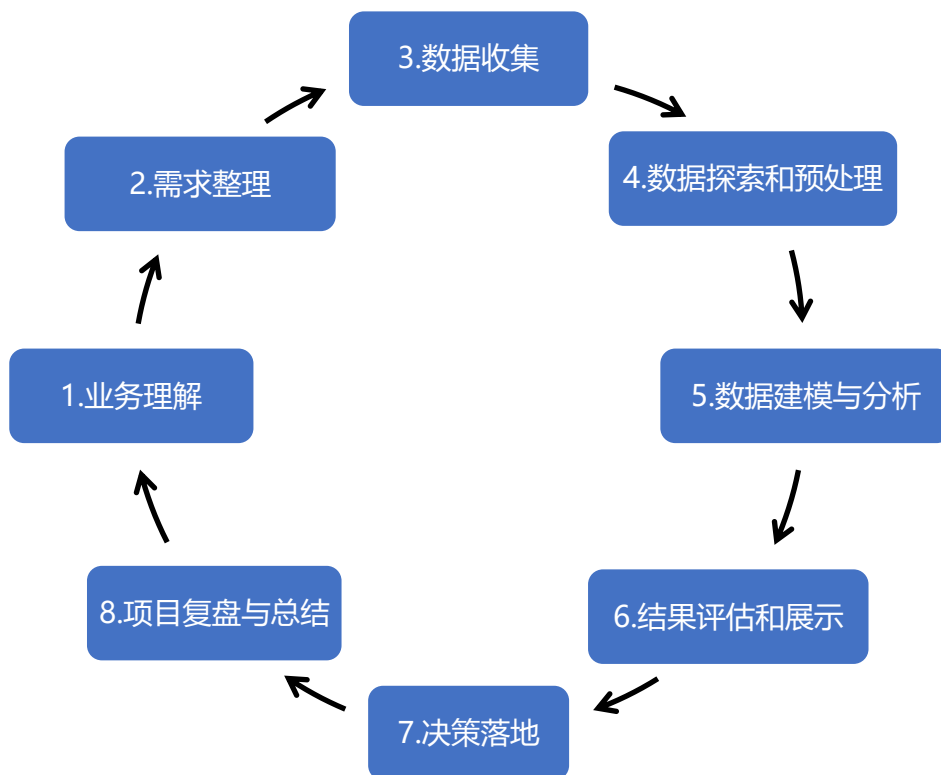 3.数据收集
2.需求整理
4.数据探索和预处理
1.业务理解
5.数据建模与分析
8.项目复盘与总结
6.结果评估和展示
7.决策落地